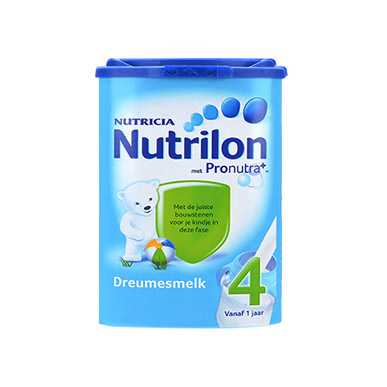 NUTRICIA
Nutrilon
met Pronutra+
Met de juiste
bouwstenen
voor je kindje in
deze fase
Dreumesmelk
4
Vanaf 1 jaar